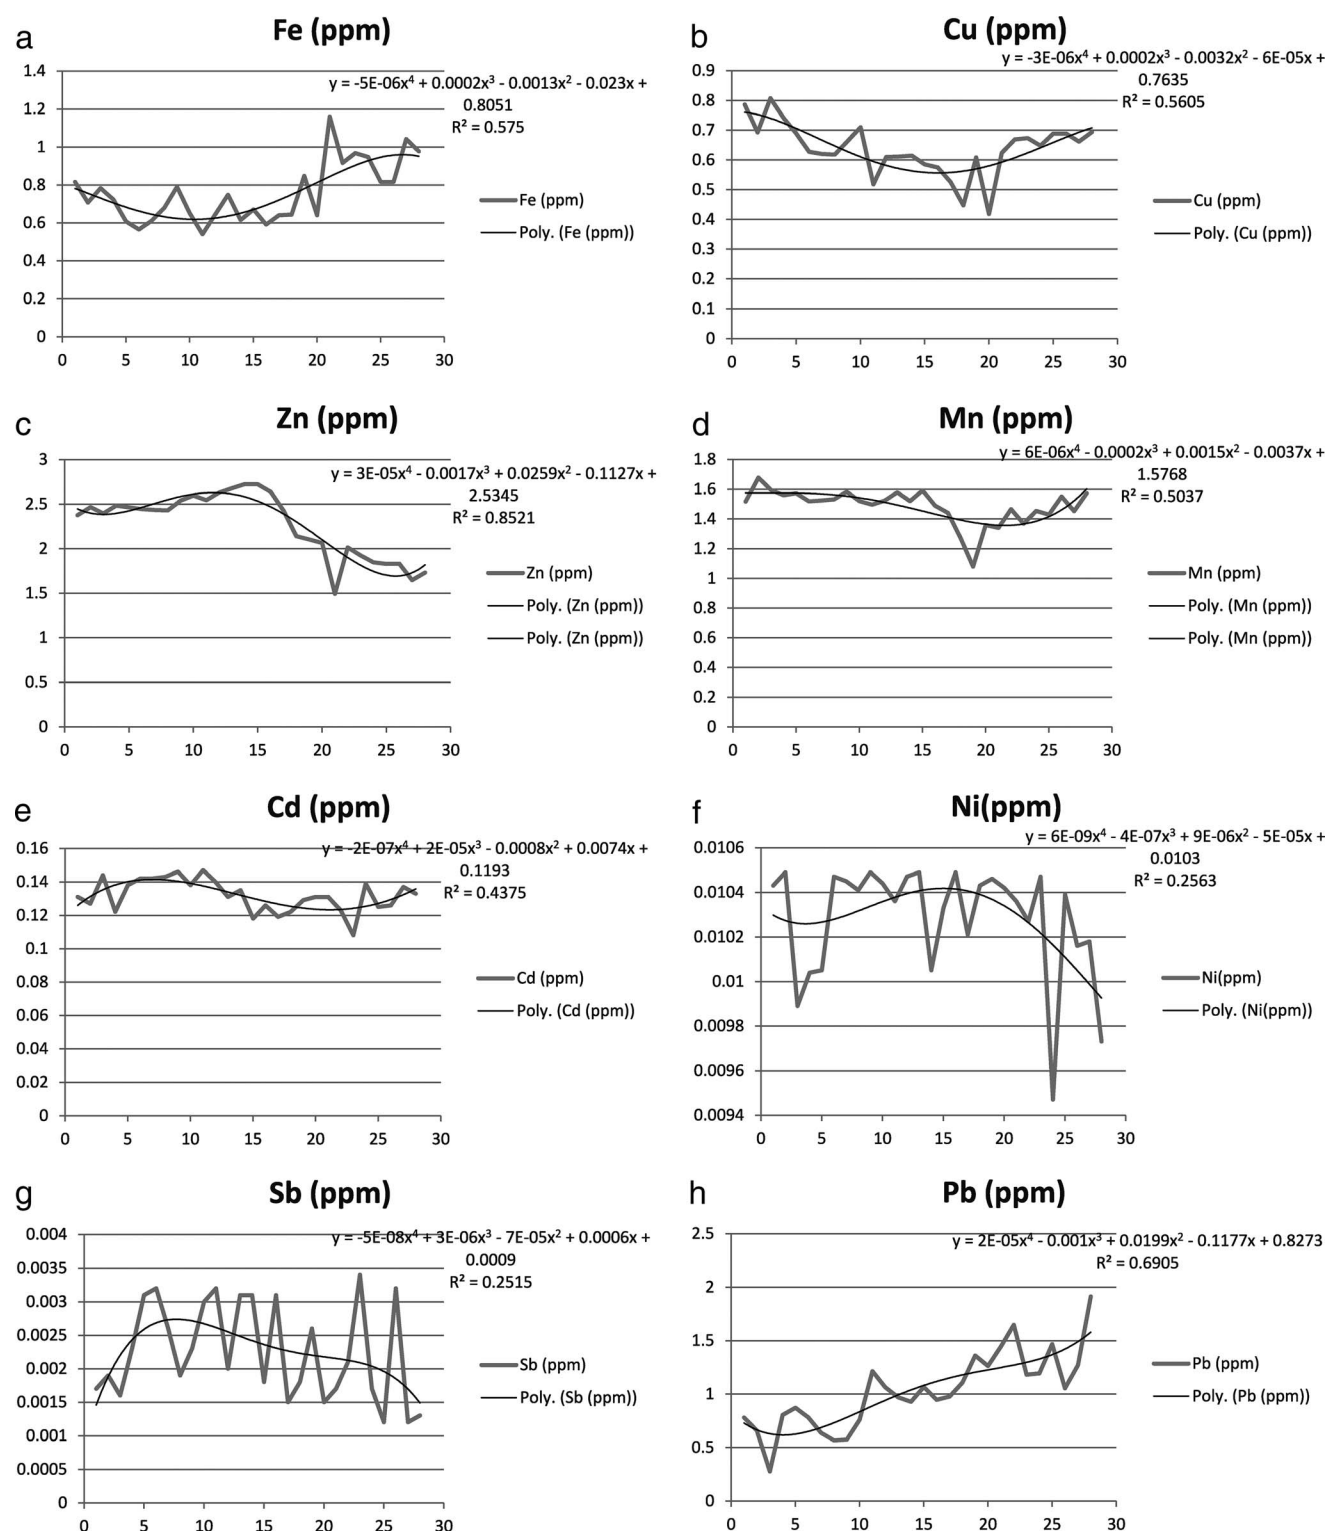 a
Fe (ppm)
y = -5E-06x⁴ + 0.0002x³ - 0.0013x² - 0.023x +
0.8051
R² = 0.575
1.4
1.2
1
0.8
0.6
0.4
0.2
0
0 5 10 15 20 25 30
Fe (ppm)
Poly. (Fe (ppm))
b
Cu (ppm)
y = -3E-06x⁴ + 0.0002x³ - 0.0032x² - 6E-05x +
0.7635
R² = 0.5605
0.9
0.8
0.7
0.6
0.5
0.4
0.3
0.2
0.1
0
0 5 10 15 20 25 30
Cu (ppm)
Poly. (Cu (ppm))
c
Zn (ppm)
y = 3E-05x⁴ - 0.0017x³ + 0.0259x² - 0.1127x +
2.5345
R² = 0.8521
3
2.5
2
1.5
1
0.5
0
0 5 10 15 20 25 30
Zn (ppm)
Poly. (Zn (ppm))
Poly. (Zn (ppm))
d
Mn (ppm)
y = 6E-06x⁴ - 0.0002x³ + 0.0015x² - 0.0037x +
1.5768
R² = 0.5037
1.8
1.6
1.4
1.2
1
0.8
0.6
0.4
0.2
0
0 5 10 15 20 25 30
Mn (ppm)
Poly. (Mn (ppm))
Poly. (Mn (ppm))
e
Cd (ppm)
y = -2E-07x⁴ + 2E-05x³ - 0.0008x² + 0.0074x +
0.1193
R² = 0.4375
0.16
0.14
0.12
0.1
0.08
0.06
0.04
0.02
0
0 5 10 15 20 25 30
Cd (ppm)
Poly. (Cd (ppm))
f
Ni(ppm)
y = 6E-09x⁴ - 4E-07x³ + 9E-06x² - 5E-05x +
0.0103
R² = 0.2563
0.0106
0.0104
0.0102
0.01
0.0098
0.0096
0.0094
0 5 10 15 20 25 30
Ni(ppm)
Poly. (Ni(ppm))
g
Sb (ppm)
y = -5E-08x⁴ + 3E-06x³ - 7E-05x² + 0.0006x +
0.0009
R² = 0.2515
0.004
0.0035
0.003
0.0025
0.002
0.0015
0.001
0.0005
0
0 5 10 15 20 25 30
Sb (ppm)
Poly. (Sb (ppm))
h
Pb (ppm)
y = 2E-05x⁴ - 0.001x³ + 0.0199x² - 0.1177x + 0.8273
R² = 0.6905
2.5
2
1.5
1
0.5
0
0 5 10 15 20 25 30
Pb (ppm)
Poly. (Pb (ppm))